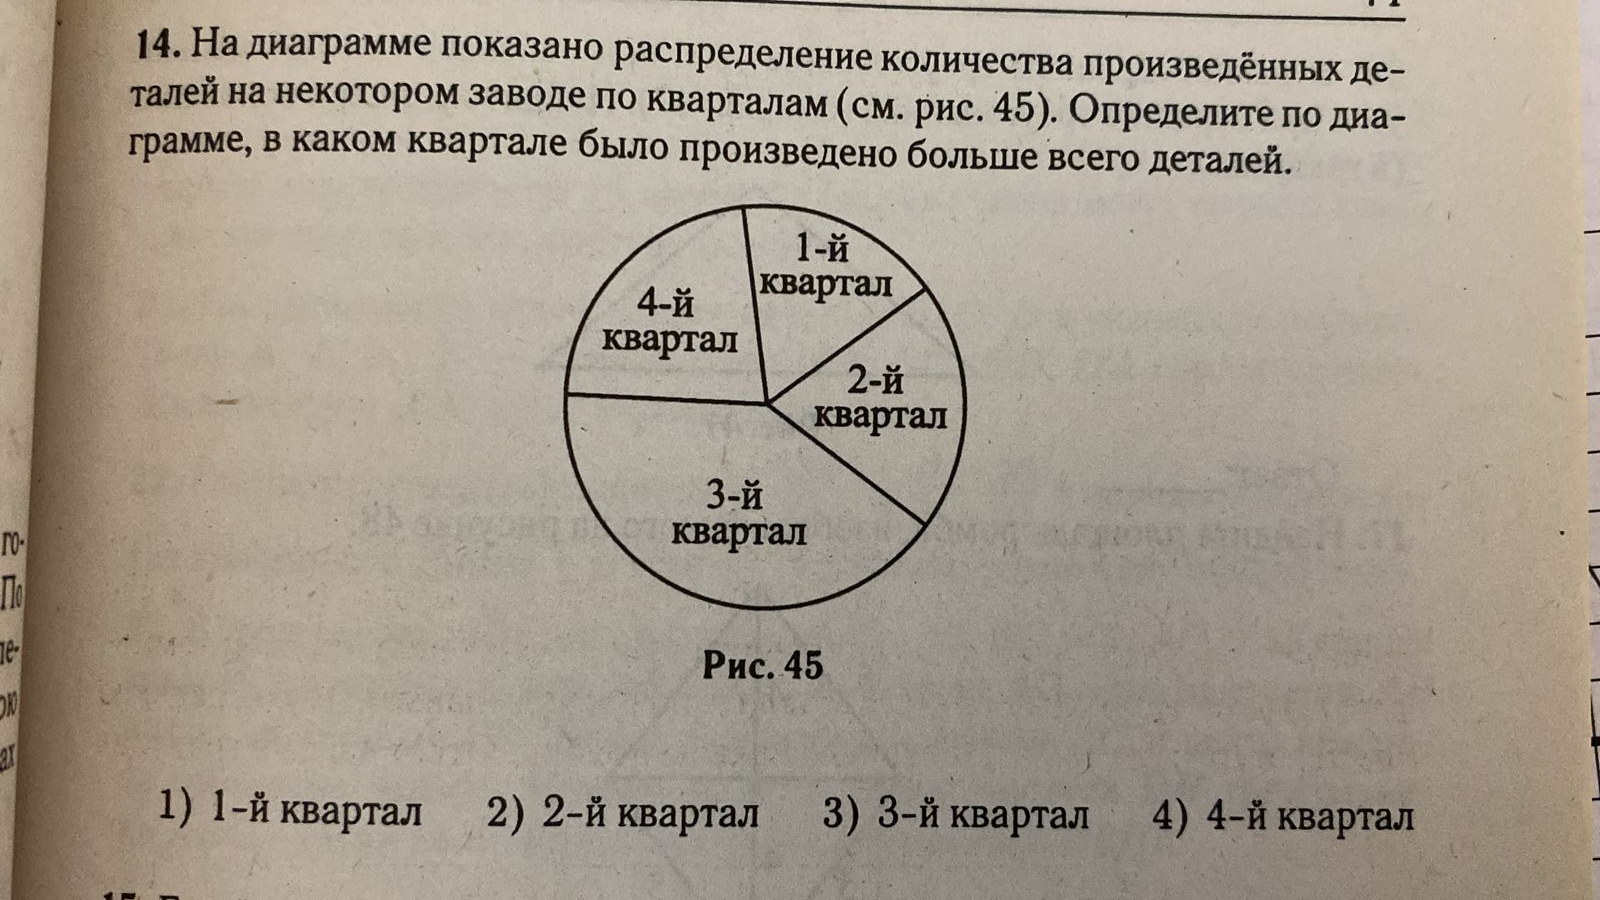 14. На диаграмме показано распределение количества произведённых де-
талей на некотором заводе по кварталам (см. рис. 45). Определите по диа-
грамме, в каком квартале было произведено больше всего деталей.
1-й
квартал
4-й
квартал
2-й
квартал
3-й
квартал
Рис. 45
1) 1-й квартал 2) 2-й квартал 3) 3-й квартал 4) 4-й квартал
го-
По